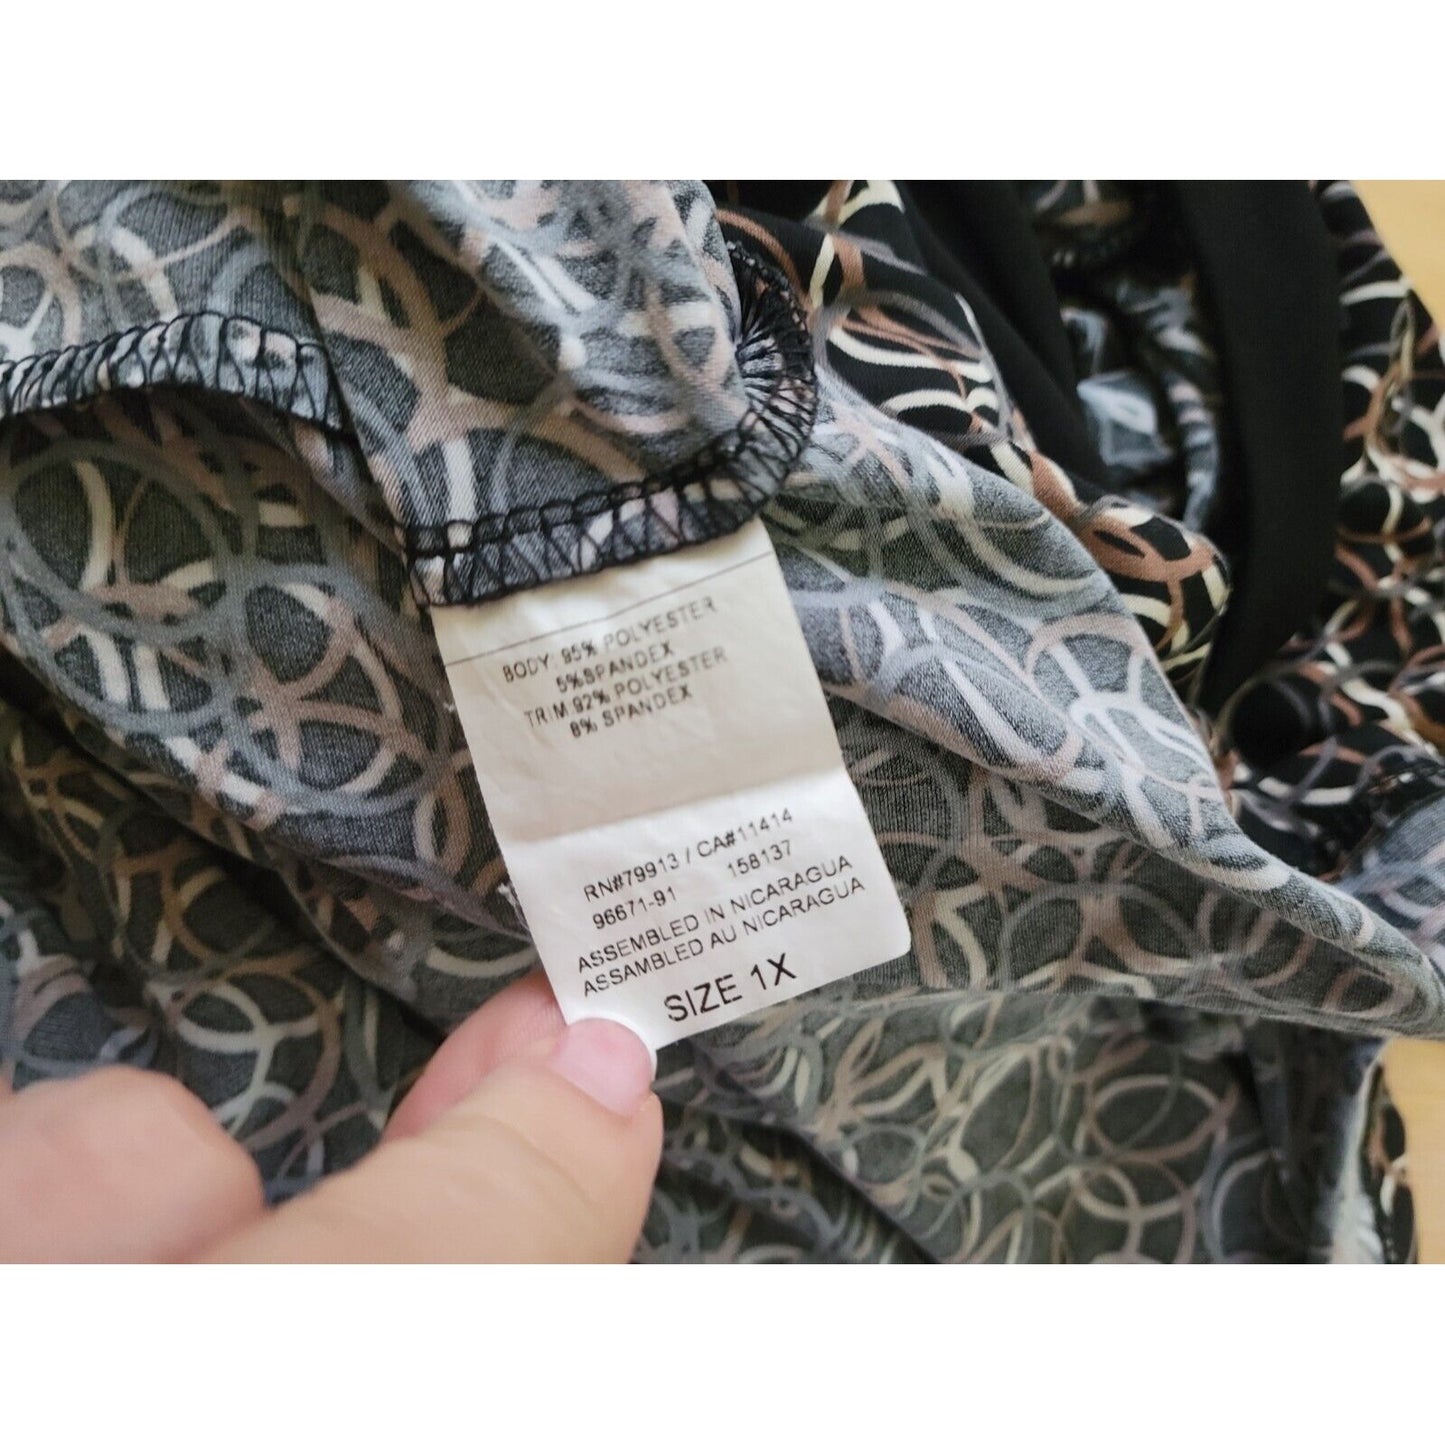 BODY: 95% POLYESTER
5%SPANDEX
TRIM:92% POLYESTER
8% SPANDEX
RN#79913 / CA#11414
96671-91 158137
ASSEMBLED IN NICARAGUA
ASSAMBLED AU NICARAGUA
SIZE 1X